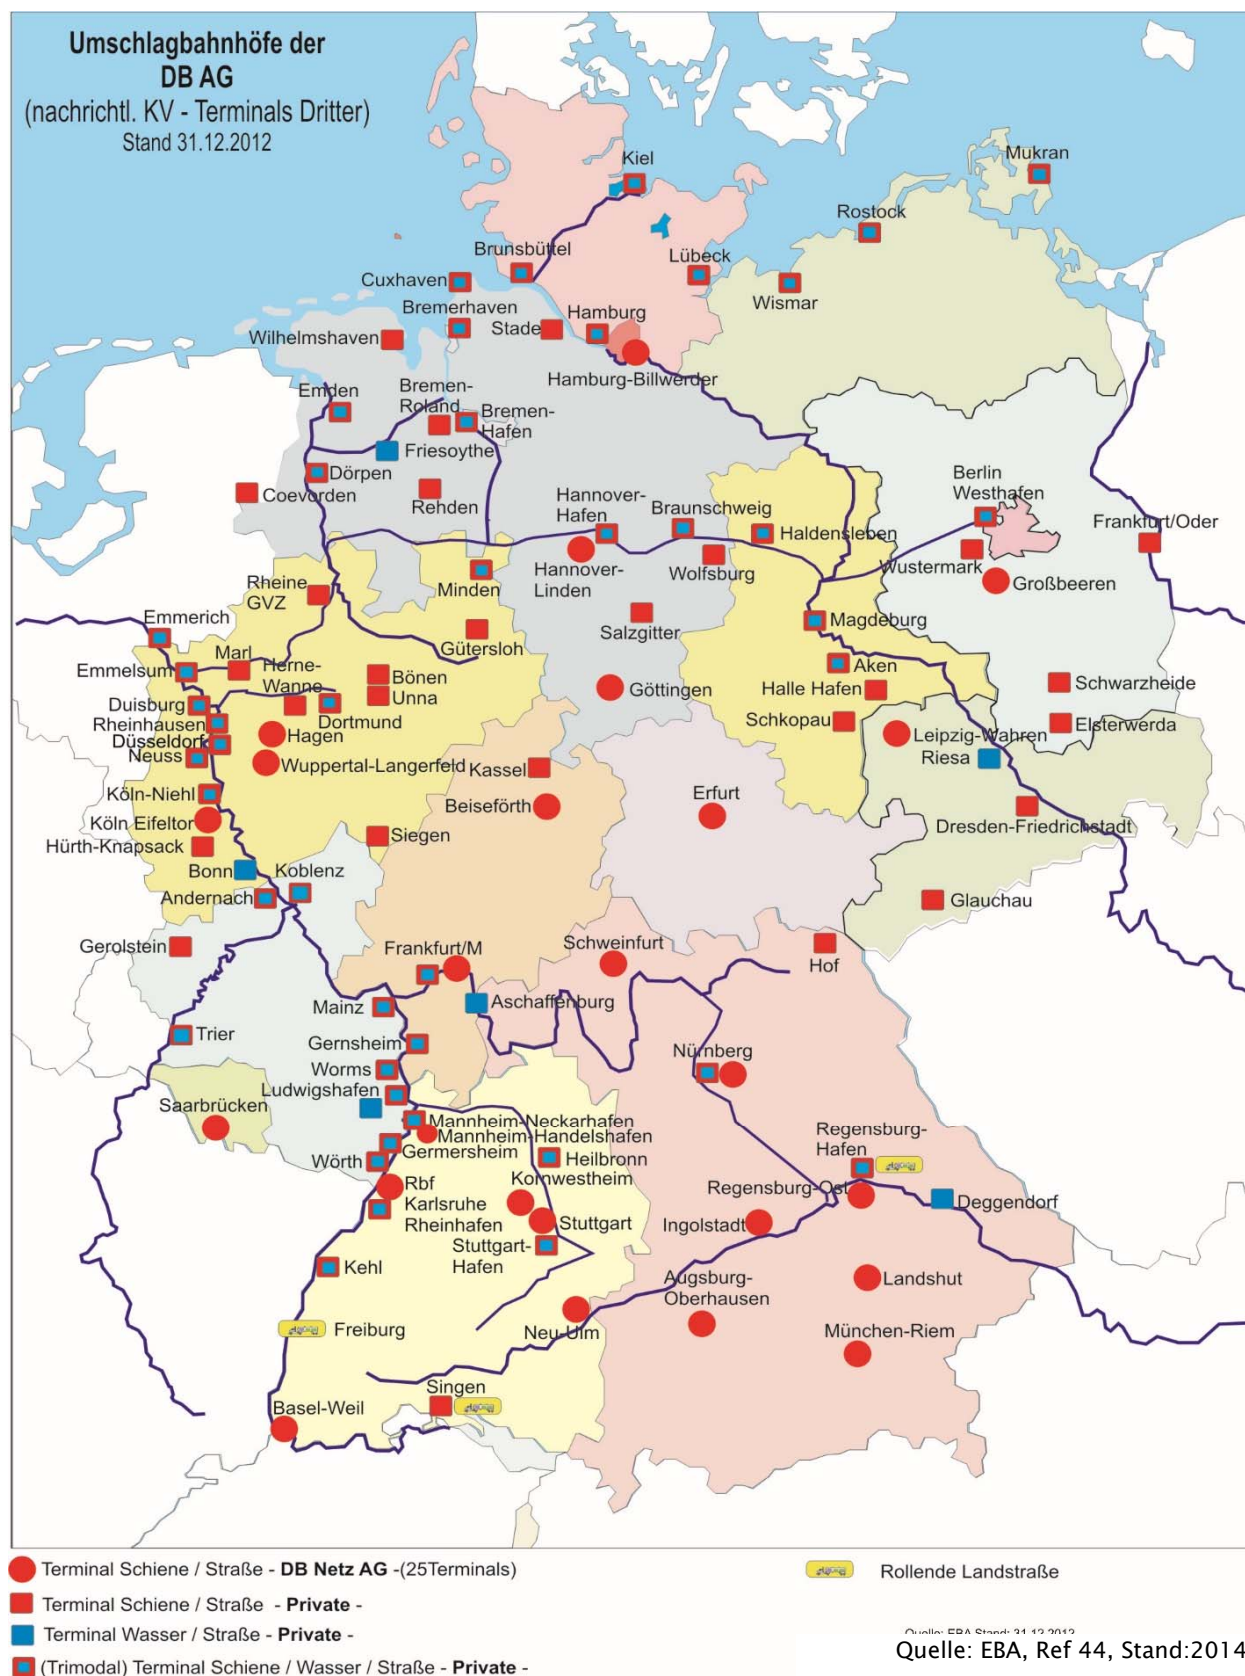 Umschlagbahnhöfe der
DB AG
(nachrichtl. KV - Terminals Dritter)
Stand 31.12.2012
Kiel
Mukran
Rostock
Brunsbüttel
Lübeck
Cuxhaven
Wismar
Bremerhaven
Stade
Hamburg
Wilhelmshaven
Hamburg-Billwerder
Emden
Bremen-
Roland
Bremen-
Hafen
Friesoythe
Dörpen
Coevorden
Rehden
Hannover-
Hafen
Braunschweig
Haldensleben
Berlin
Westhafen
Frankfurt/Oder
Wustermark
Großbeeren
Hannover-
Linden
Wolfsburg
Minden
Rheine
GVZ
Salzgitter
Magdeburg
Emmerich
Gütersloh
Marl
Herne-
Wanne
Emmelsum
Bönen
Unna
Aken
Halle Hafen
Schwarzheide
Göttingen
Duisburg
Rheinhausen
Dortmund
Schkopau
Elsterwerda
Düsseldorf
Hagen
Leipzig-Wahren
Neuss
Wuppertal-Langerfeld
Riesa
Kassel
Köln-Niehl
Beiseförth
Erfurt
Köln Eifeltor
Dresden-Friedrichstadt
Hürth-Knapsack
Siegen
Bonn
Koblenz
Andernach
Glauchau
Gerolstein
Frankfurt/M
Schweinfurt
Hof
Mainz
Aschaffenburg
Trier
Gernsheim
Nürnberg
Worms
Ludwigshafen
Saarbrücken
Mannheim-Neckarhafen
Mannheim-Handelshafen
Germersheim
Regensburg-
Hafen
Wörth
Heilbronn
Kornwestheim
Rbf
Regensburg-Ost
Deggendorf
Karlsruhe
Rheinhafen
Stuttgart
Ingolstadt
Stuttgart-
Hafen
Kehl
Augsburg-
Oberhausen
Landshut
Freiburg
Neu-Ulm
München-Riem
Singen
Basel-Weil
Terminal Schiene / Straße - DB Netz AG -(25Terminals)
Rollende Landstraße
Terminal Schiene / Straße - Private -
Terminal Wasser / Straße - Private -
Quelle: EBA Stand: 31.12.2012
Quelle: EBA, Ref 44, Stand:2014
(Trimodal) Terminal Schiene / Wasser / Straße - Private -